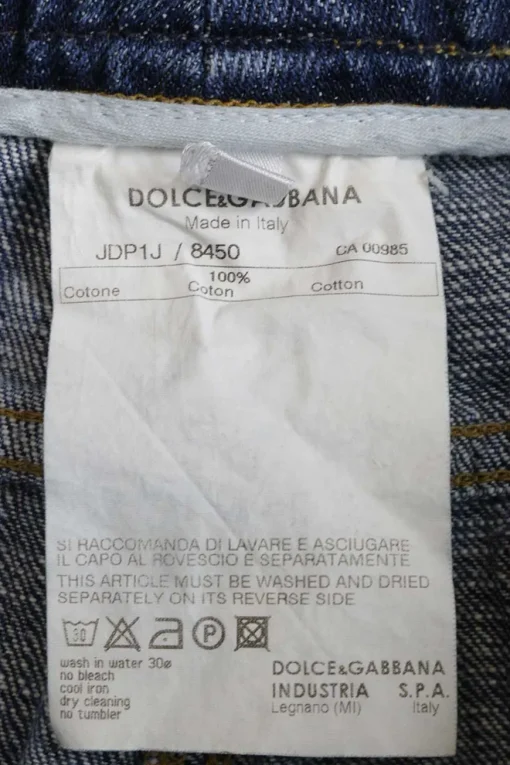 DOLCE&GABBANA
Made in Italy
JDP1J / 8450 CA 00985
100%
Cotone Coton Cotton
SI RACCOMANDA DI LAVARE E ASCIUGARE
IL CAPO AL ROVESCIO E SEPARATAMENTE
THIS ARTICLE MUST BE WASHED AND DRIED
SEPARATELY ON ITS REVERSE SIDE
30 P
wash in water 30ø
no bleach
cool iron
dry cleaning
no tumbler
DOLCE&GABBANA
INDUSTRIA S.P.A.
Legnano (MI) Italy